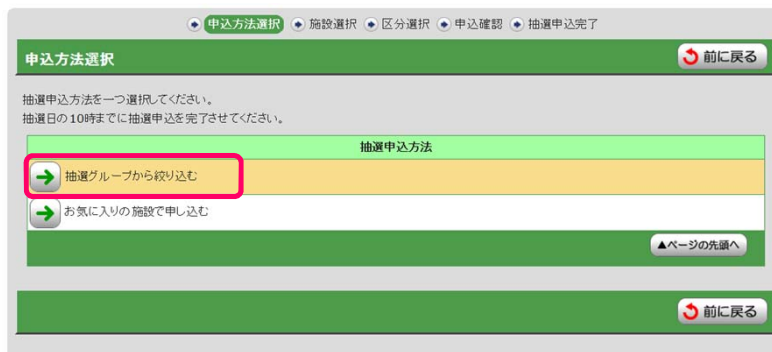 申込方法選択 施設選択 区分選択 申込確認 抽選申込完了
申込方法選択 前に戻る
抽選申込方法を一つ選択してください。
抽選日の10時までに抽選申込を完了させてください。
抽選申込方法
抽選グループから絞り込む
お気に入りの施設で申し込む
▲ページの先頭へ
前に戻る